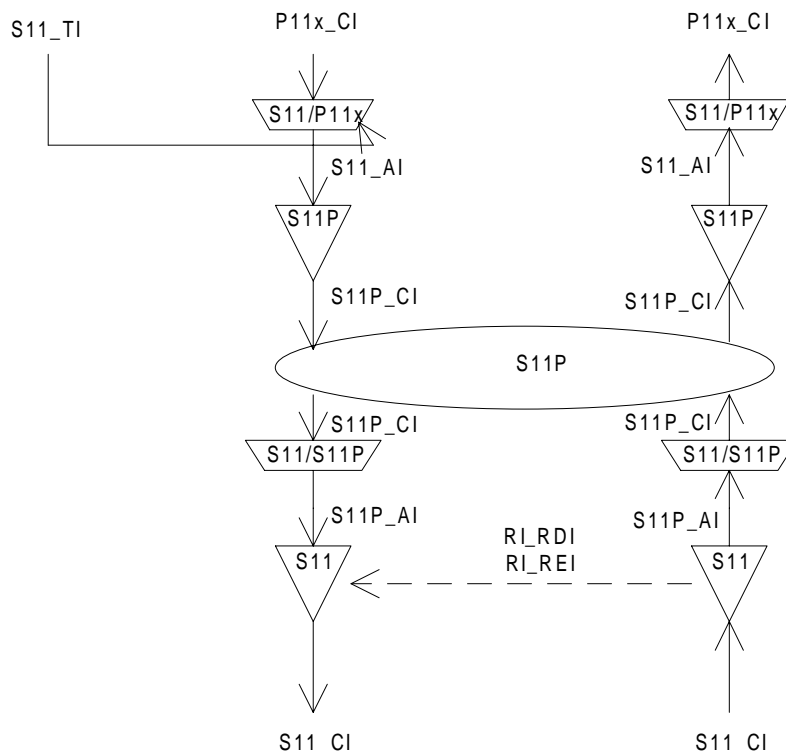 S11_TI
P11x_CI
P11x_CI
S11/P11x
S11/P11x
S11_AI
S11_AI
S11P
S11P
S11P_CI
S11P_CI
S11P
S11P_CI
S11P_CI
S11/S11P
S11/S11P
S11P_AI
S11P_AI
RI_RDI
RI_REI
S11
S11
S11_CI
S11_CI